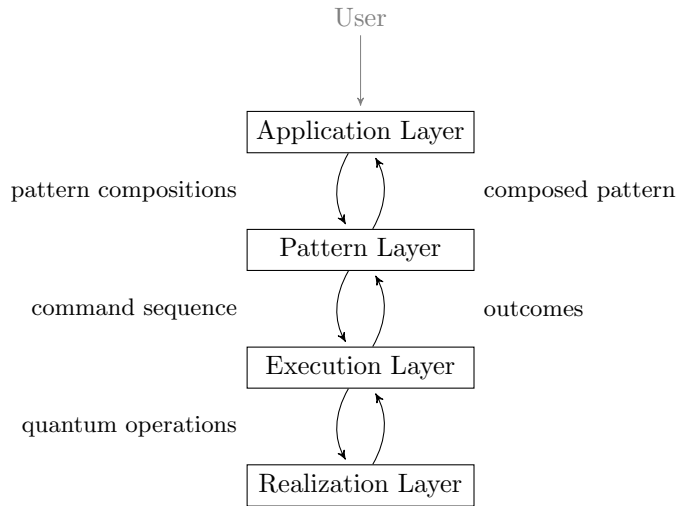 User
Application Layer
pattern compositions
composed pattern
Pattern Layer
command sequence
outcomes
Execution Layer
quantum operations
Realization Layer